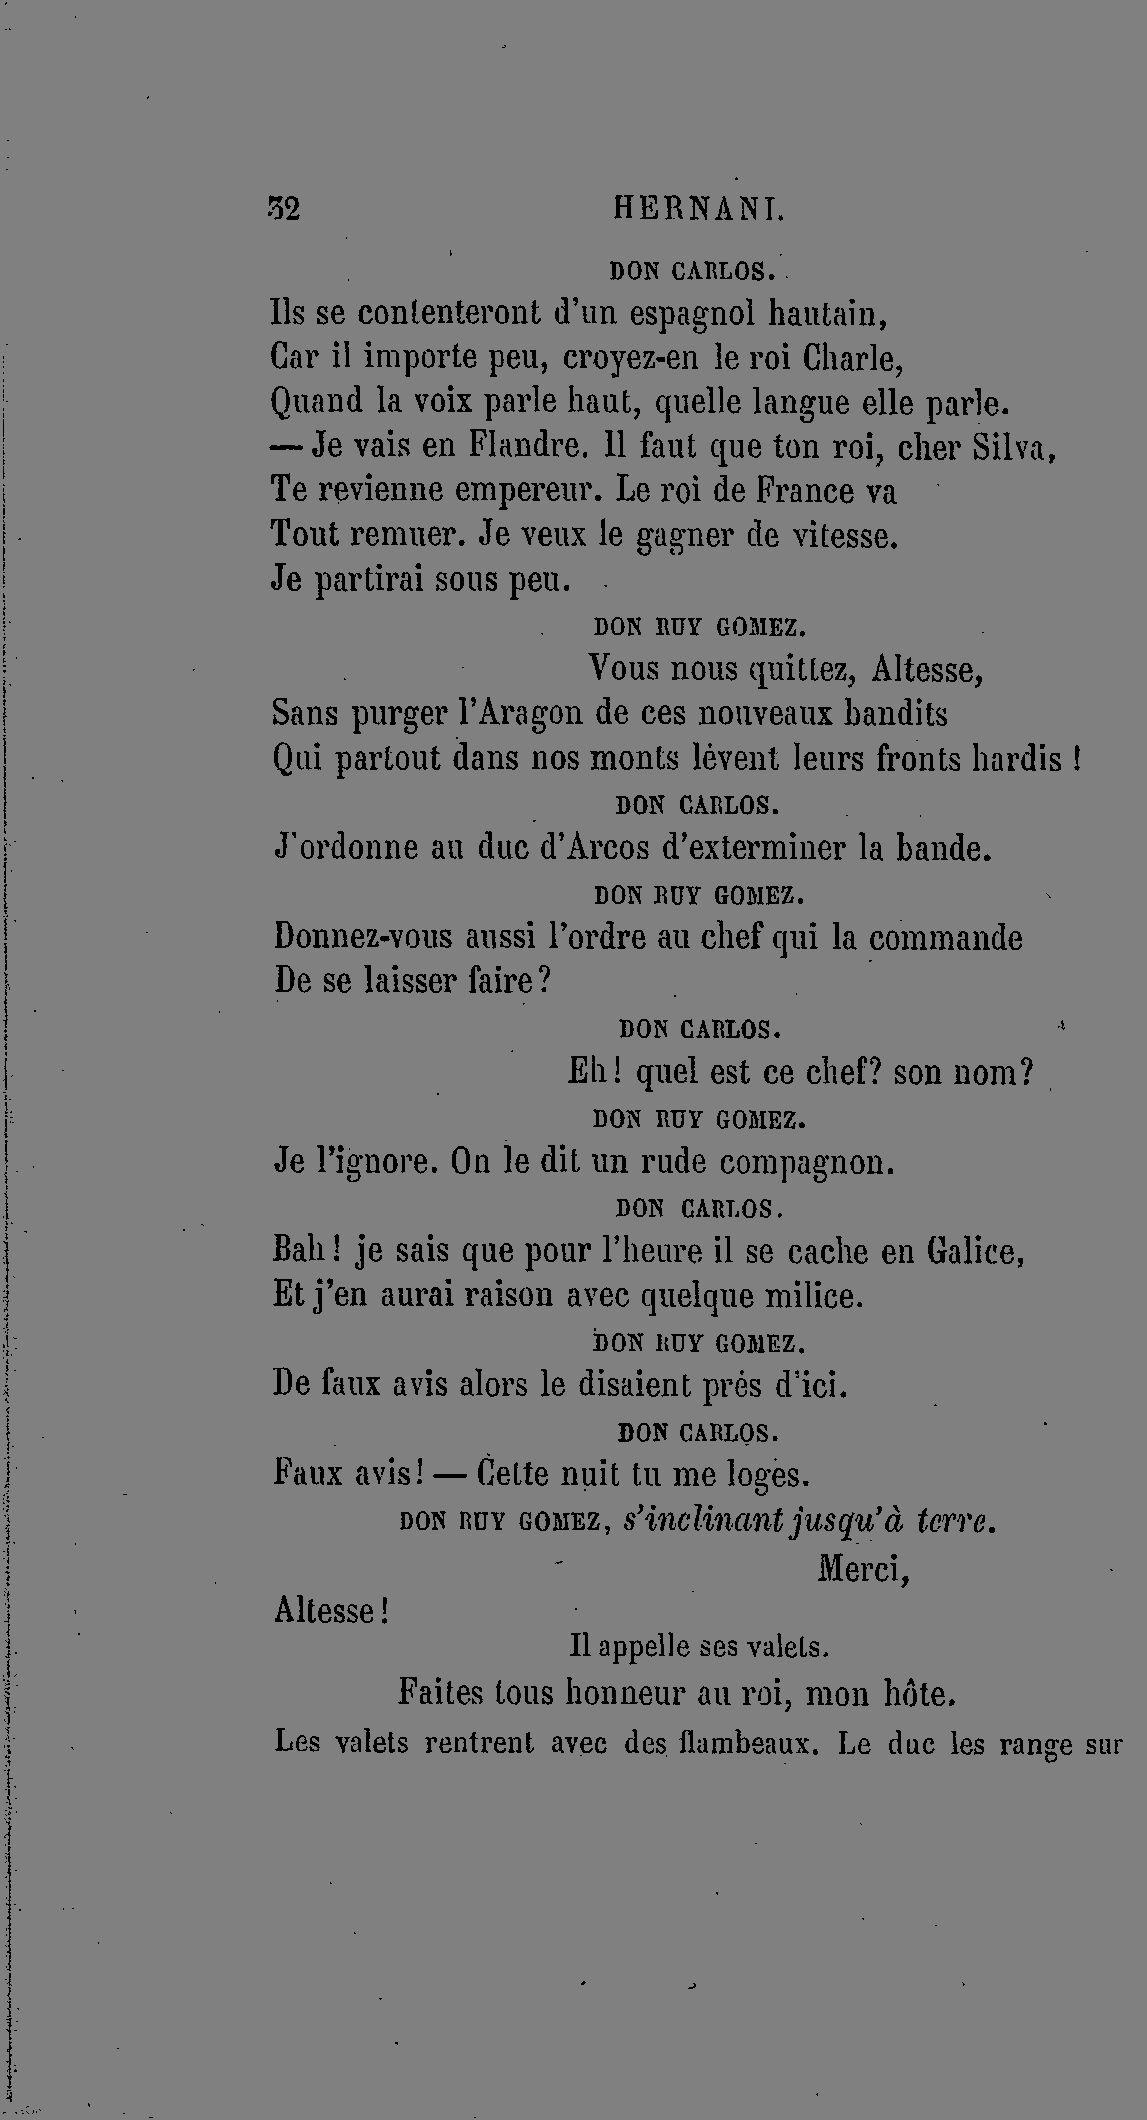 32 HERNANI.
DON CARLOS.
Ils se contenteront d'un espagnol hautain,
Car il importe peu, croyez-en le roi Charle,
Quand la voix parle haut, quelle langue elle parle.
— Je vais en Flandre. Il faut que ton roi, cher Silva,
Te revienne empereur. Le roi de France va
Tout remuer. Je veux le gagner de vitesse.
Je partirai sous peu.
DON RUY GOMEZ.
Vous nous quittez, Altesse,
Sans purger l'Aragon de ces nouveaux bandits
Qui partout dans nos monts lèvent leurs fronts hardis !
DON CARLOS.
J'ordonne au duc d'Arcos d'exterminer la bande.
DON RUY GOMEZ.
Donnez-vous aussi l'ordre au chef qui la commande
De se laisser faire?
DON CARLOS.
Eh! quel est ce chef? son nom?
DON RUY GOMEZ.
Je l'ignore. On le dit un rude compagnon.
DON CARLOS.
Bah! je sais que pour l'heure il se cache en Galice,
Et j'en aurai raison avec quelque milice.
DON RUY GOMEZ.
De faux avis alors le disaient près d'ici.
DON CARLOS.
Faux avis! — Cette nuit tu me loges.
DON RUY GOMEZ, s'inclinant jusqu'à terre.
Merci,
Altesse!
Il appelle ses valets.
Faites tous honneur au roi, mon hôte.
Les valets rentrent avec des flambeaux. Le duc les range sur